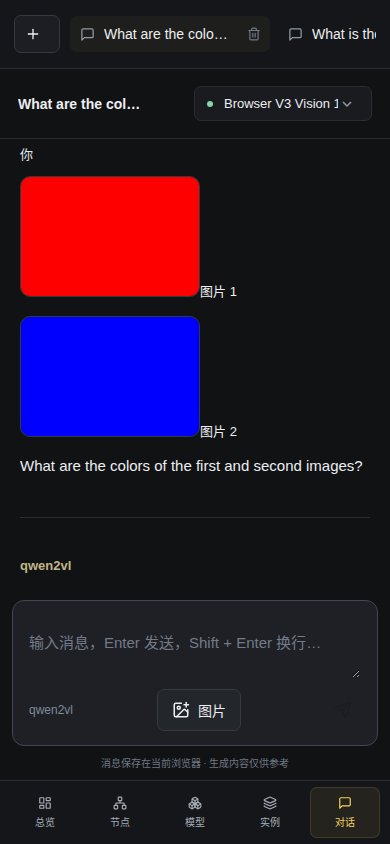 What are the colo…
What is the
What are the col…
Browser V3 Vision 1
你
图片 1
图片 2
What are the colors of the first and second images?
qwen2vl
输入消息，Enter 发送，Shift + Enter 换行…
qwen2vl
图片
消息保存在当前浏览器 · 生成内容仅供参考
总览
节点
模型
实例
对话